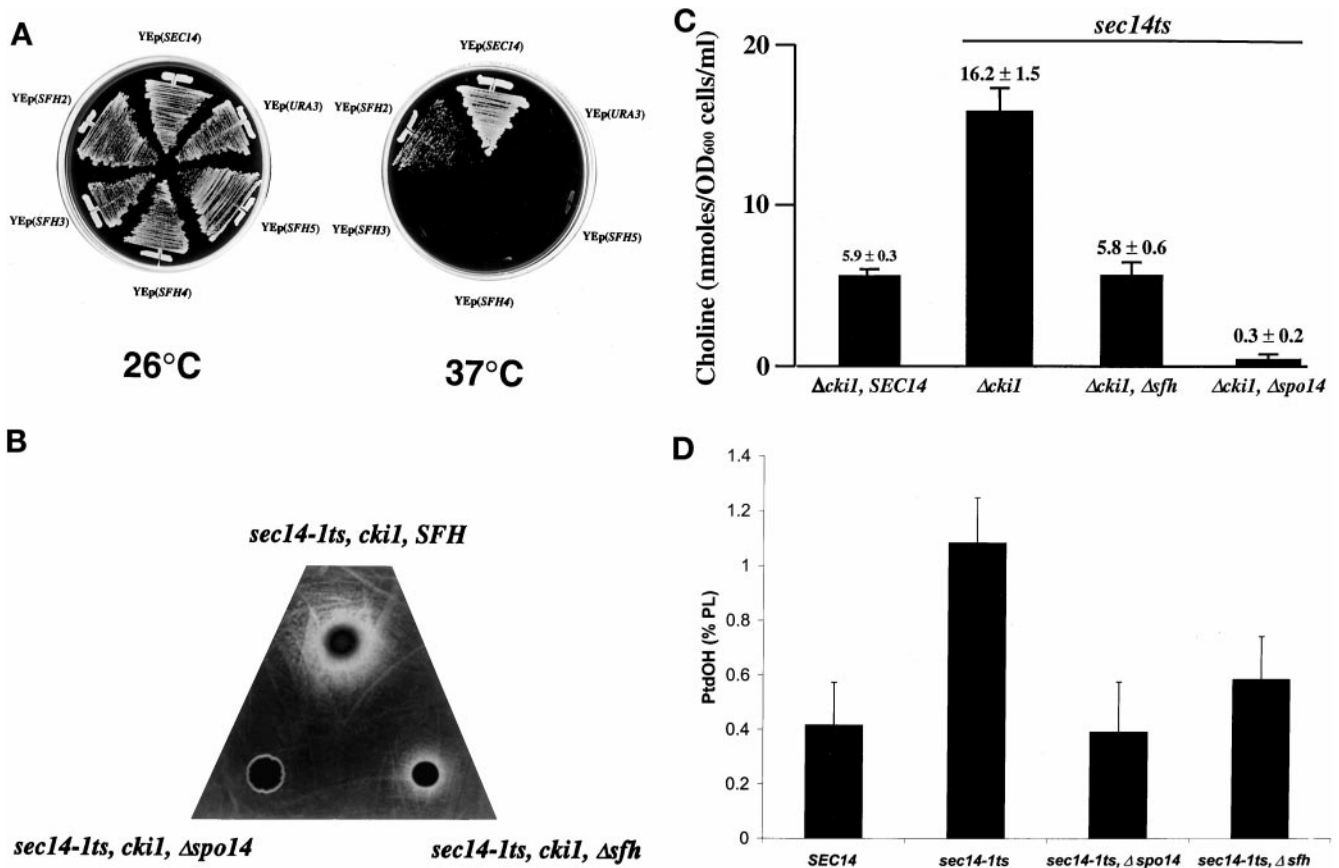 A
YEp(SEC14)
YEp(SFH2)
YEp(URA3)
YEp(SFH3)
YEp(SFH5)
YEp(SFH4)
26°C
YEp(SEC14)
YEp(SFH2)
YEp(URA3)
YEp(SFH3)
YEp(SFH5)
YEp(SFH4)
37°C
B
sec14-1ts, cki1, SFH
sec14-1ts, cki1, Δspo14
sec14-1ts, cki1, Δsfh
C
sec14ts
Choline (nmoles/OD600 cells/ml)
20
10
0
5.9 ± 0.3
16.2 ± 1.5
5.8 ± 0.6
0.3 ± 0.2
Δcki1, SEC14
Δcki1
Δcki1, Δsfh
Δcki1, Δspo14
D
PtdOH (% PL)
1.4
1.2
1
0.8
0.6
0.4
0.2
0
SEC14
sec14-1ts
sec14-1ts, Δ spo14
sec14-1ts, Δ sfh